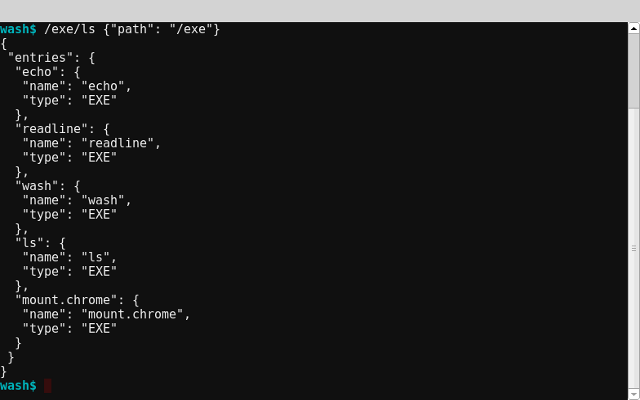 wash$ /exe/ls {"path": "/exe"}
{
 "entries": {
  "echo": {
   "name": "echo",
   "type": "EXE"
  },
  "readline": {
   "name": "readline",
   "type": "EXE"
  },
  "wash": {
   "name": "wash",
   "type": "EXE"
  },
  "ls": {
   "name": "ls",
   "type": "EXE"
  },
  "mount.chrome": {
   "name": "mount.chrome",
   "type": "EXE"
  }
 }
}
wash$